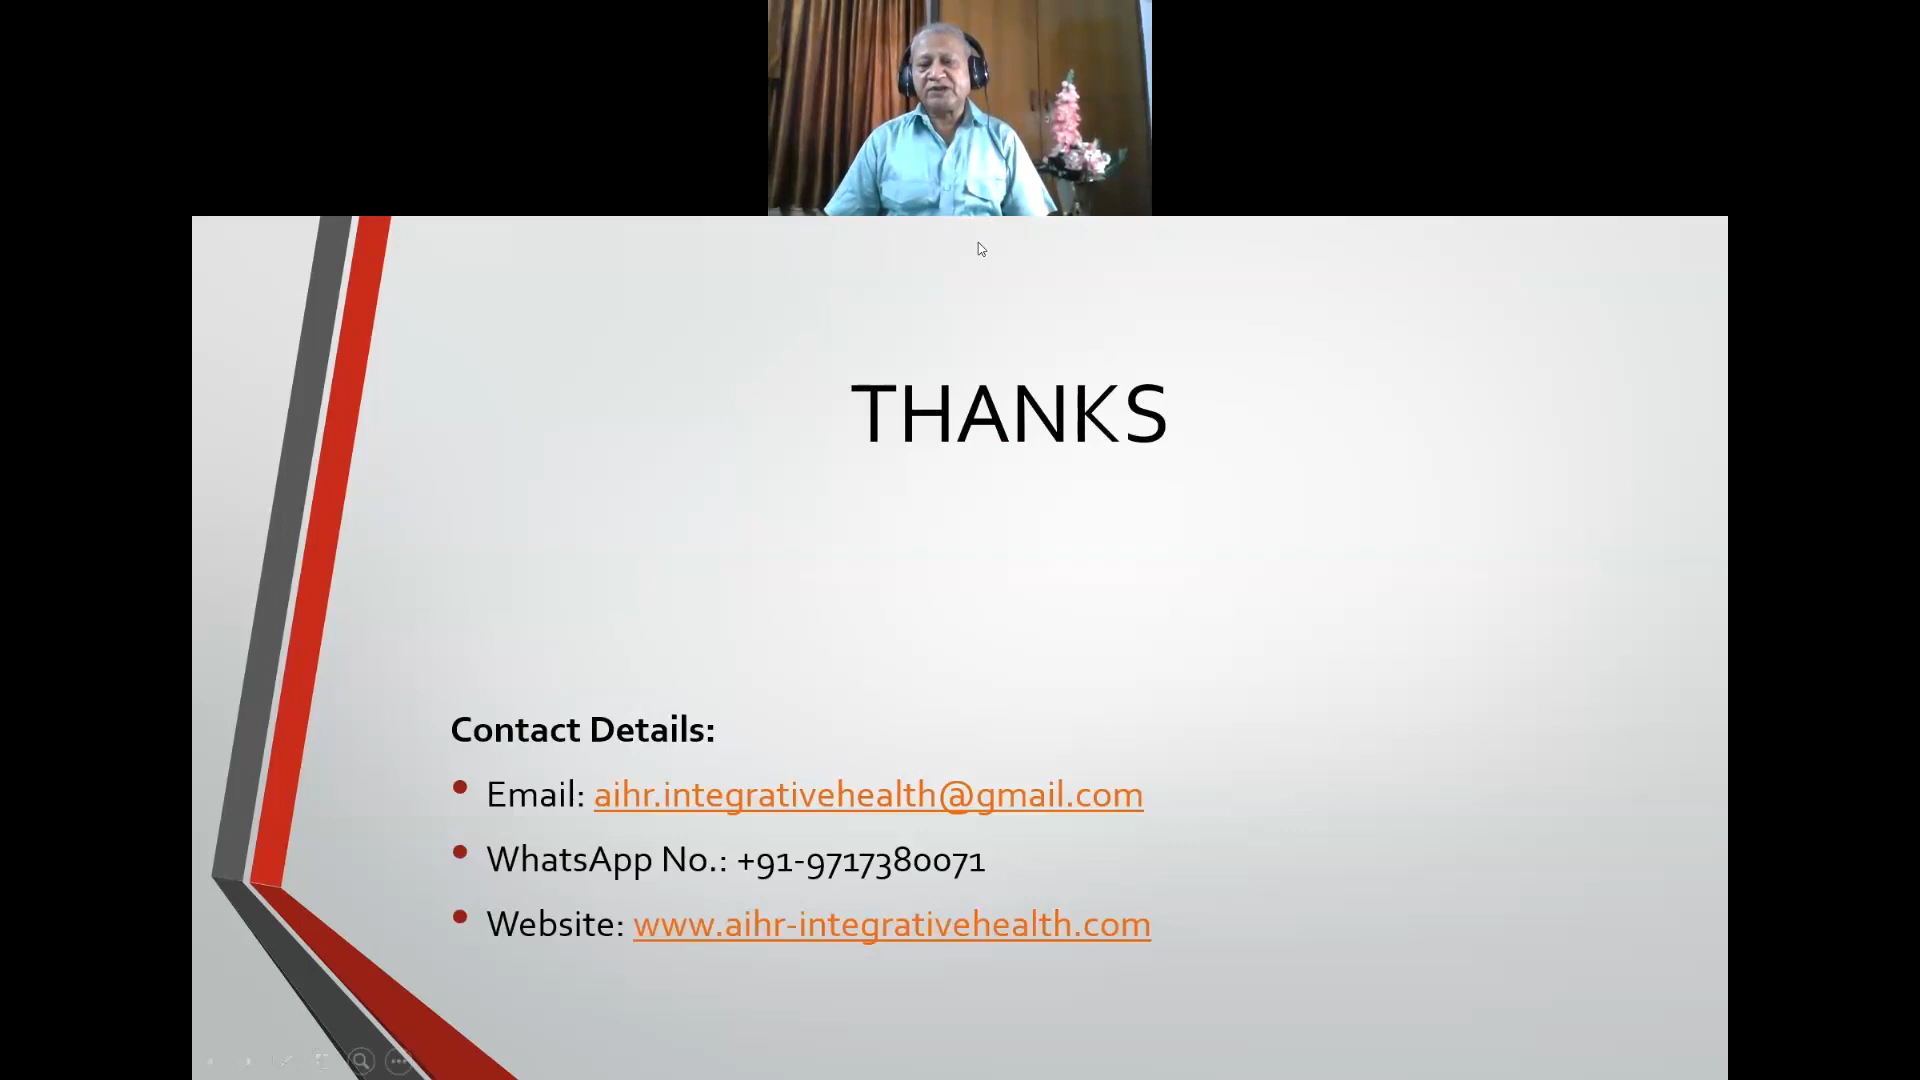 THANKS
Contact Details:
• Email: aihr.integrativehealth@gmail.com
• WhatsApp No.: +91-9717380071
• Website: www.aihr-integrativehealth.com